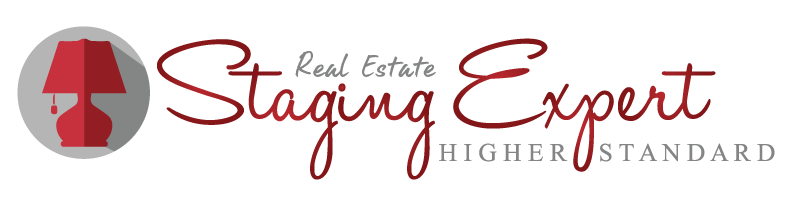 Real Estate
Staging Expert
HIGHER STANDARD